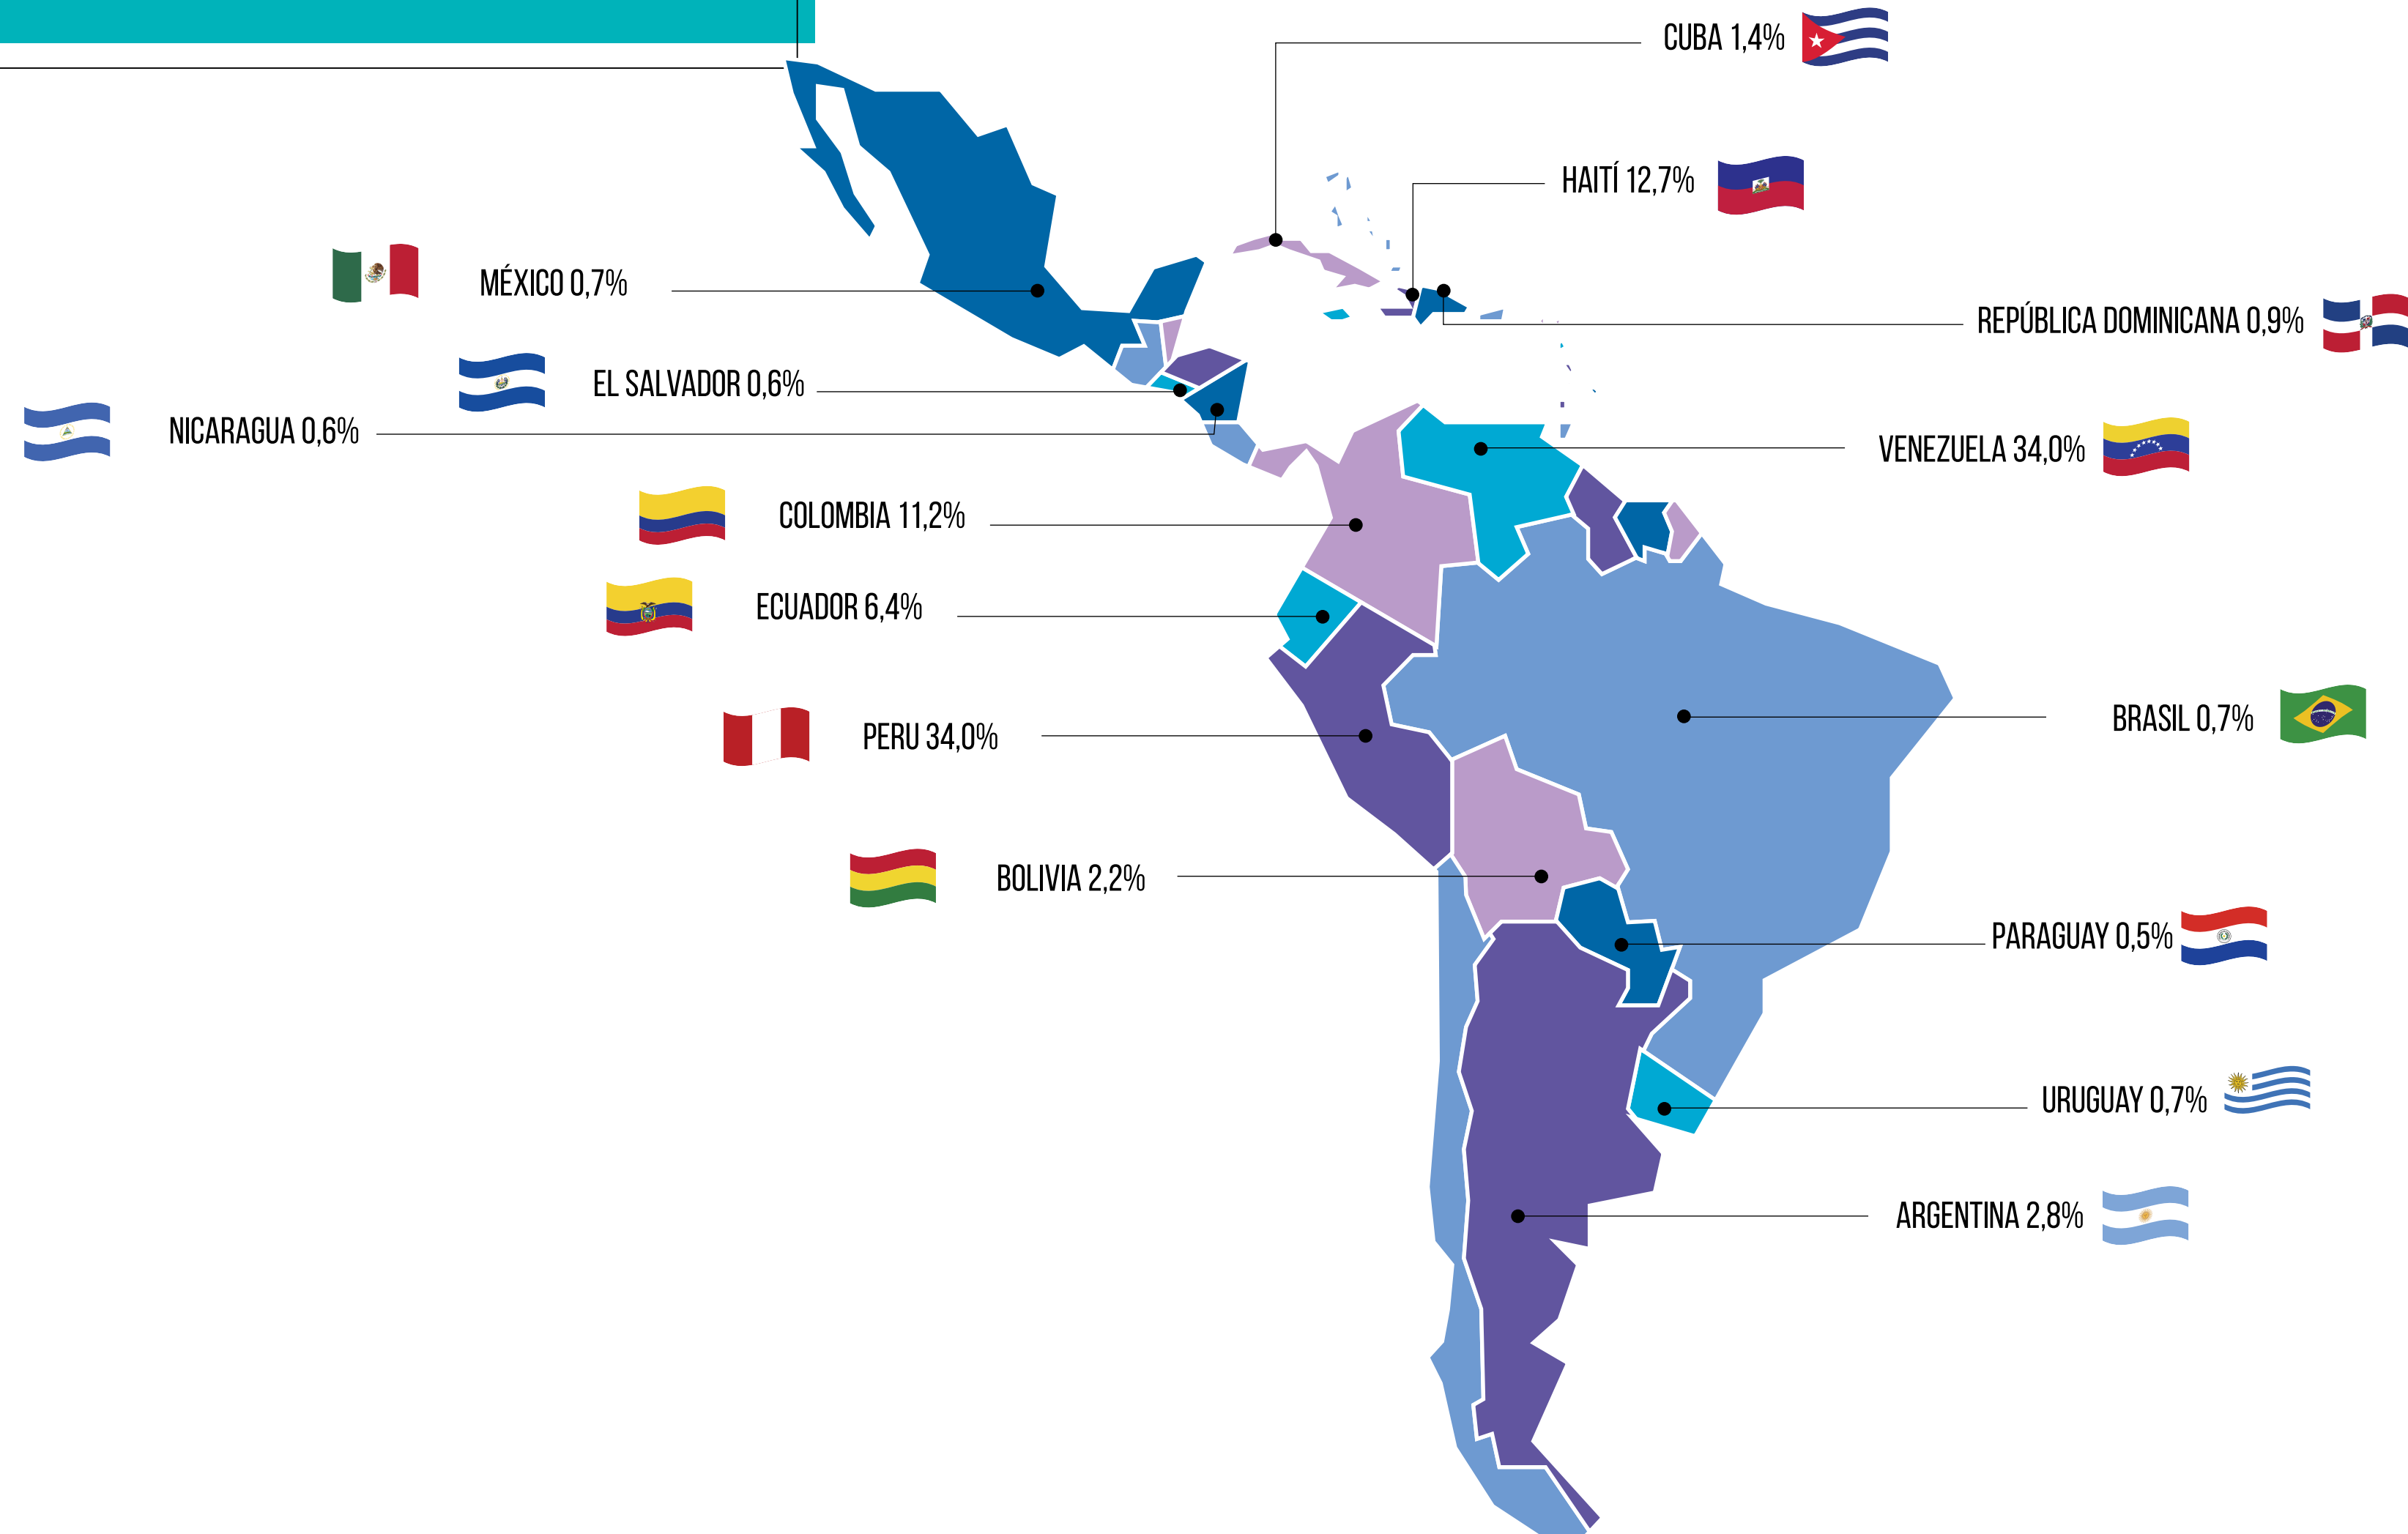 CUBA 1,4%
HAITÍ 12,7%
MÉXICO 0,7%
REPÚBLICA DOMINICANA 0,9%
EL SALVADOR 0,6%
NICARAGUA 0,6%
VENEZUELA 34,0%
COLOMBIA 11,2%
ECUADOR 6,4%
BRASIL 0,7%
PERU 34,0%
BOLIVIA 2,2%
PARAGUAY 0,5%
URUGUAY 0,7%
ARGENTINA 2,8%